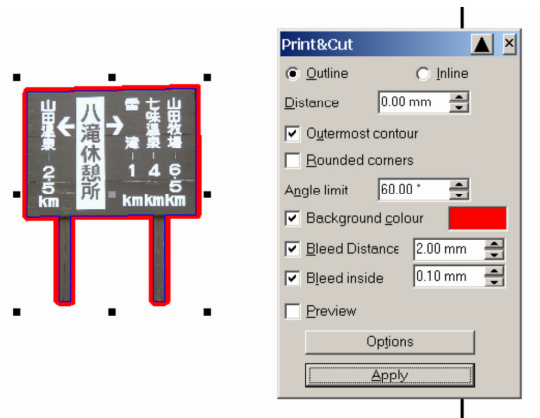 山田温泉-2.5km
←
八滝休憩所
→
雷滝-1km
七味温泉-4km
山田牧場-6.5km
Print&Cut
Outline
Inline
Distance
0.00 mm
Outermost contour
Rounded corners
Angle limit
60.00 °
Background colour
Bleed Distance
2.00 mm
Bleed inside
0.10 mm
Preview
Options
Apply